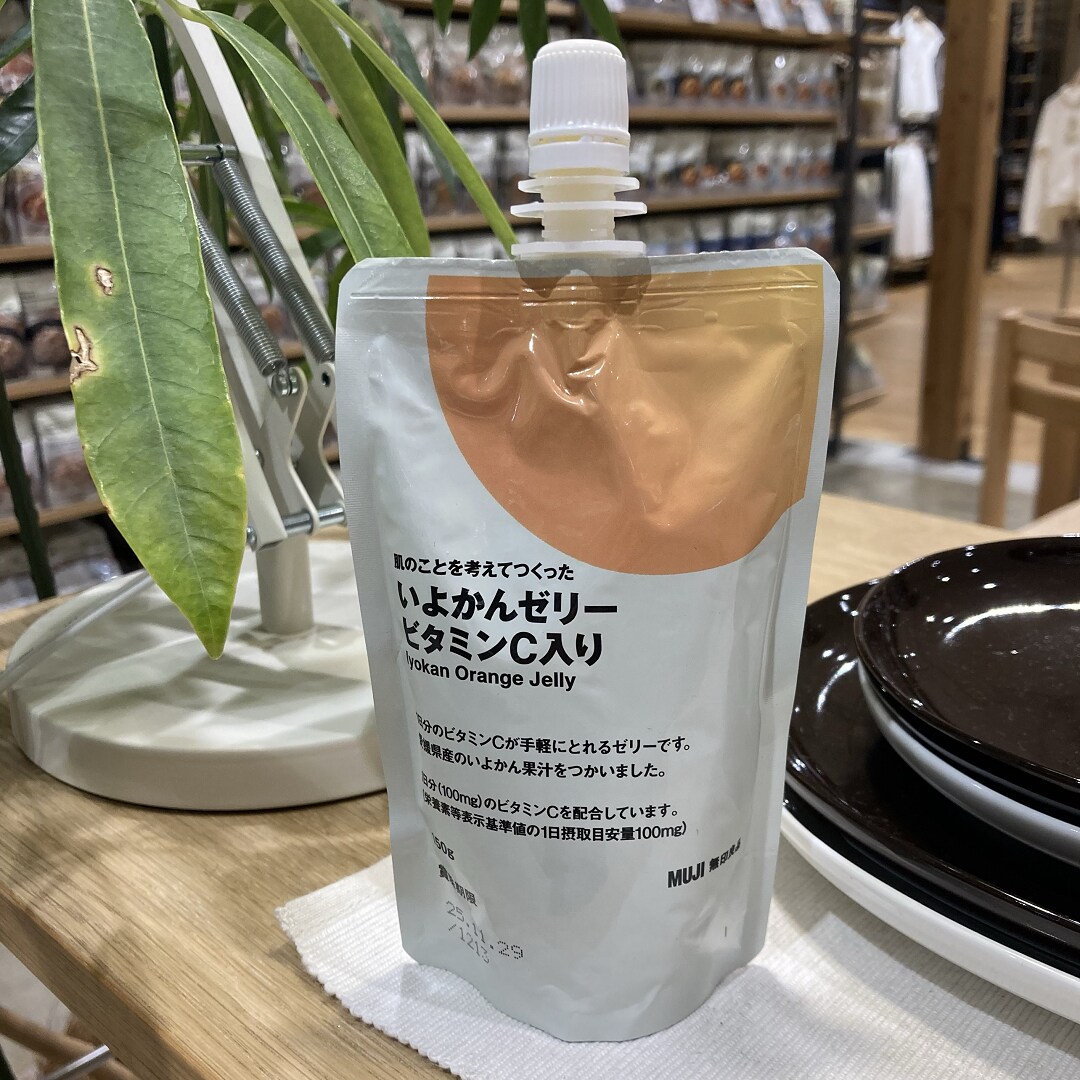 肌のことを考えてつくった
いよかんゼリー
ビタミンC入り
Iyokan Orange Jelly
日分のビタミンCが手軽にとれるゼリーです。
愛媛県産のいよかん果汁をつかいました。
日分(100mg)のビタミンCを配合しています。
(栄養素等表示基準値の1日摂取目安量100mg)
150g
MUJI 無印良品
賞味期限
25.11.29
/1213